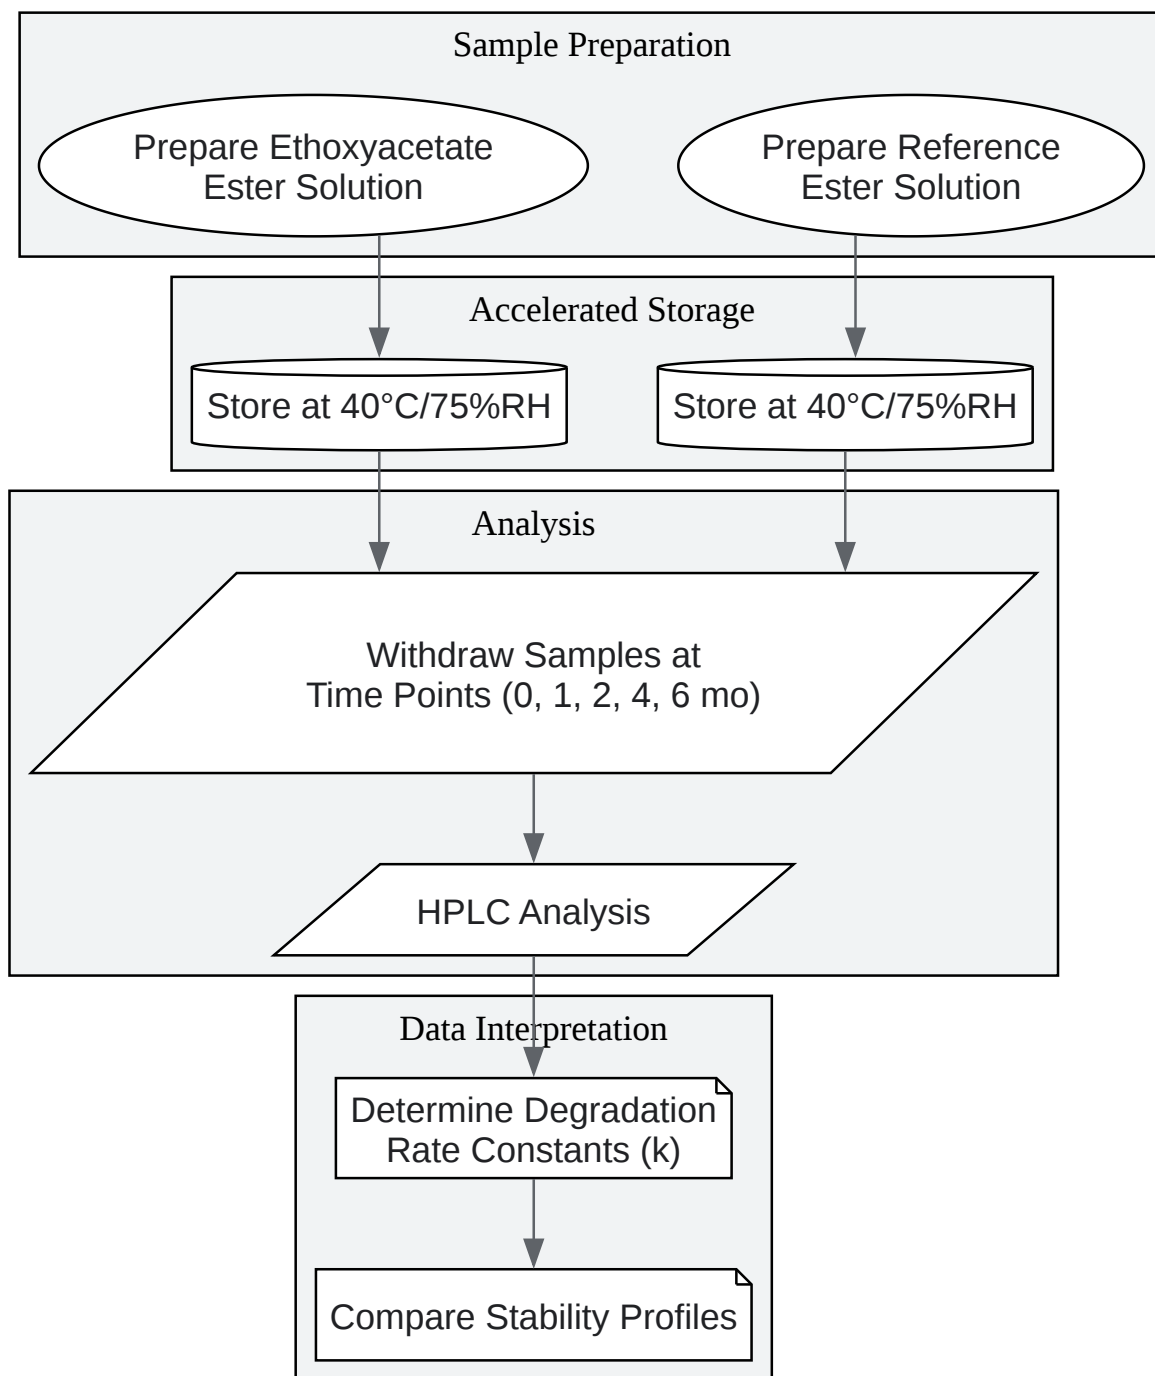 Sample Preparation
Prepare Ethoxyacetate
Ester Solution
Prepare Reference
Ester Solution
Accelerated Storage
Store at 40°C/75%RH
Store at 40°C/75%RH
Analysis
Withdraw Samples at
Time Points (0, 1, 2, 4, 6 mo)
HPLC Analysis
Data Interpretation
Determine Degradation
Rate Constants (k)
Compare Stability Profiles